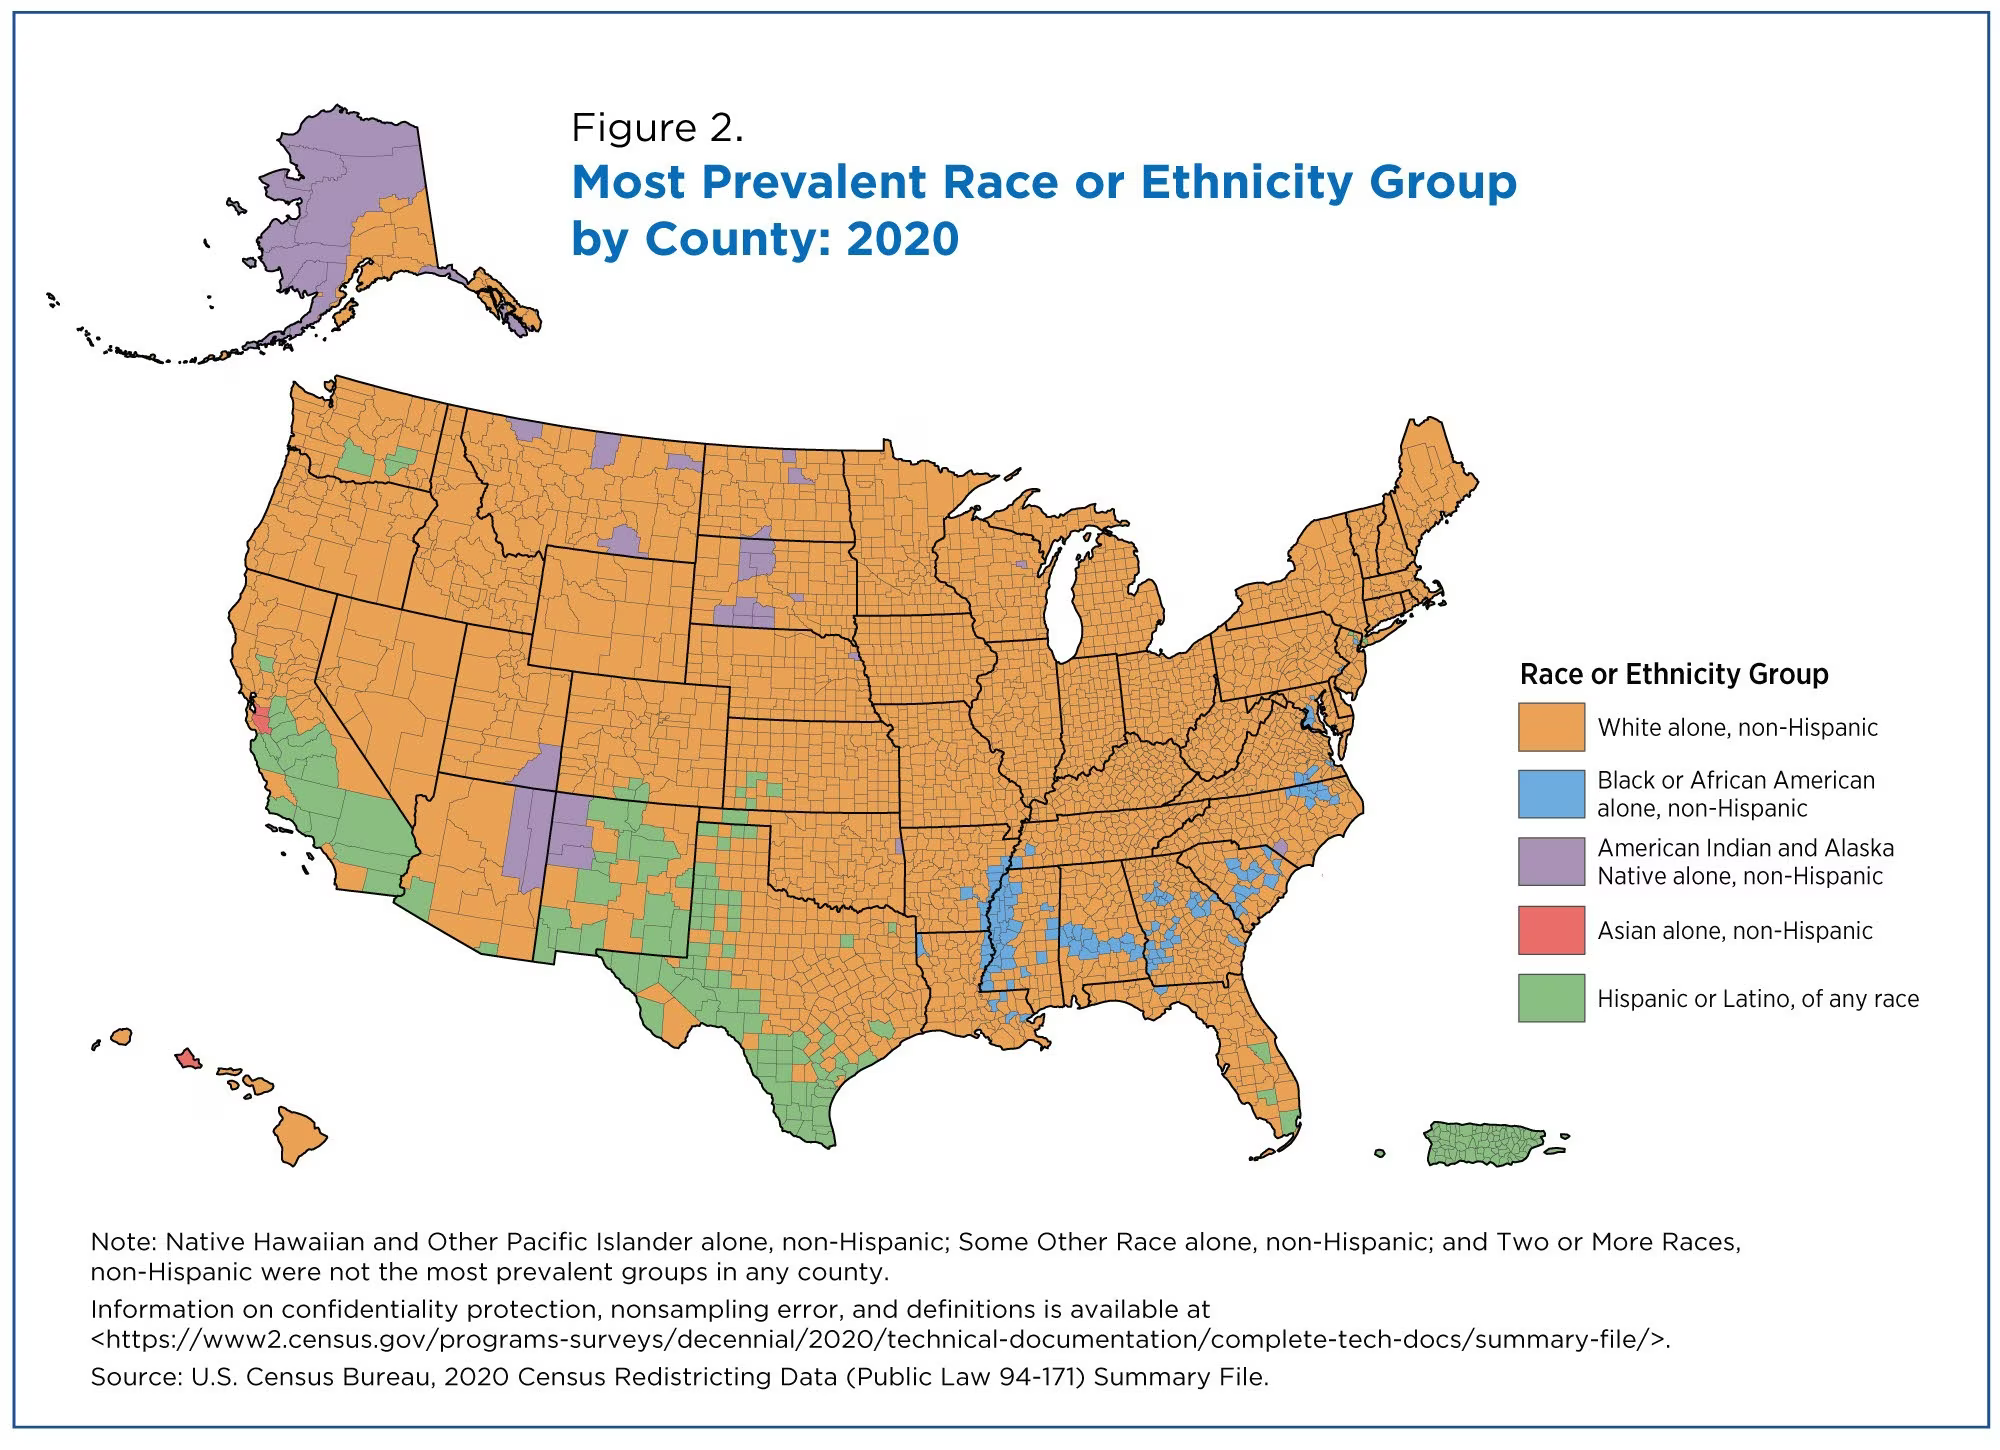 Figure 2.
Most Prevalent Race or Ethnicity Group
by County: 2020
Race or Ethnicity Group
White alone, non-Hispanic
Black or African American
alone, non-Hispanic
American Indian and Alaska
Native alone, non-Hispanic
Asian alone, non-Hispanic
Hispanic or Latino, of any race
Note: Native Hawaiian and Other Pacific Islander alone, non-Hispanic; Some Other Race alone, non-Hispanic; and Two or More Races,
non-Hispanic were not the most prevalent groups in any county.
Information on confidentiality protection, nonsampling error, and definitions is available at
<https://www2.census.gov/programs-surveys/decennial/2020/technical-documentation/complete-tech-docs/summary-file/>.
Source: U.S. Census Bureau, 2020 Census Redistricting Data (Public Law 94-171) Summary File.